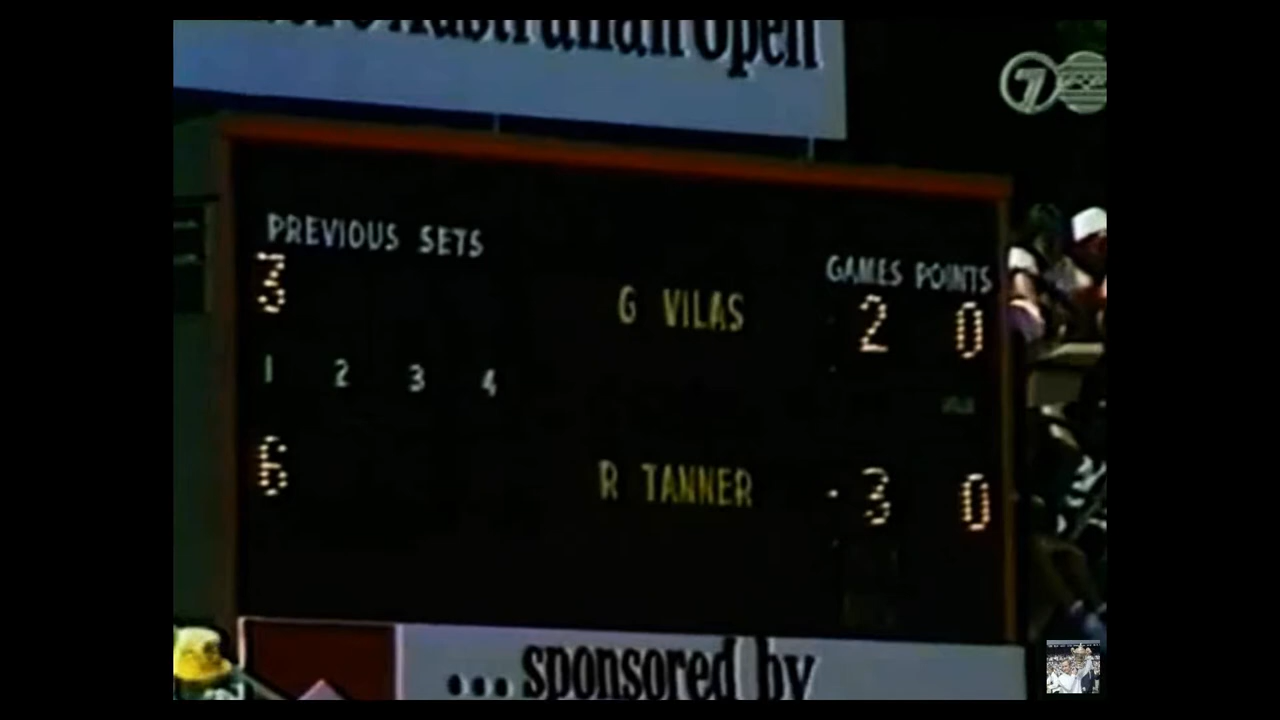 Australian Open
7
PREVIOUS SETS
GAMES POINTS
3 G VILAS 2 0
1 2 3 4
6 R TANNER 3 0
... sponsored by